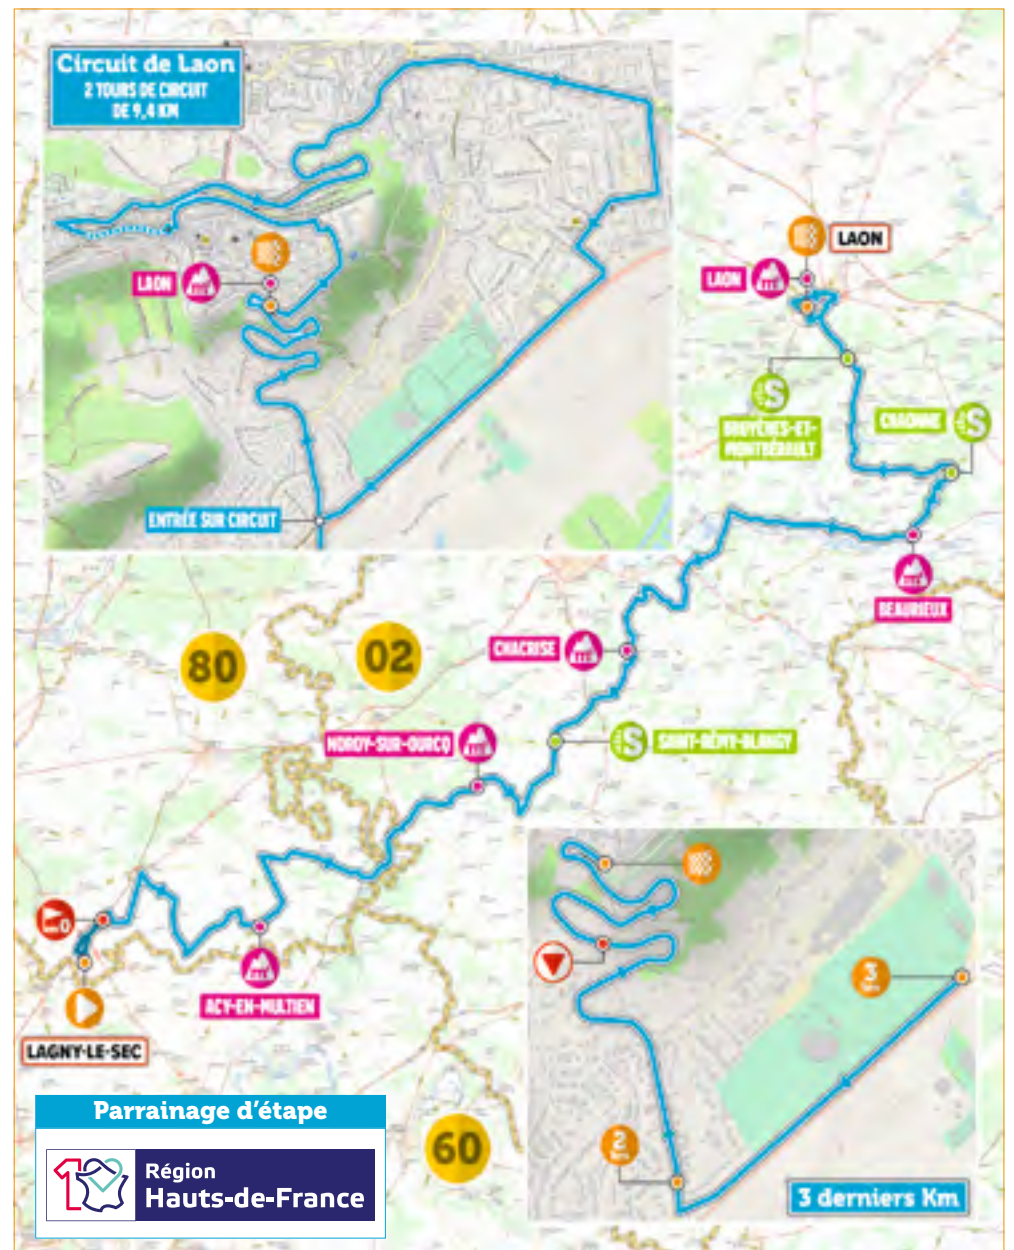 Circuit de Laon
2 TOURS DE CIRCUIT
DE 9,4 KM
LAON
ENTRÉE SUR CIRCUIT
LAON
LAON
S
BRUYÈRES-ET-
MONTBÉRAULT
CRAONNE
S
BEAURIEUX
80
02
CHACRISE
NOROY-SUR-OURCQ
S
SAINT-RÉMY-BLANGY
0
ACY-EN-MULTIEN
LAGNY-LE-SEC
60
3
2
3 derniers Km
Parrainage d'étape
Région
Hauts-de-France